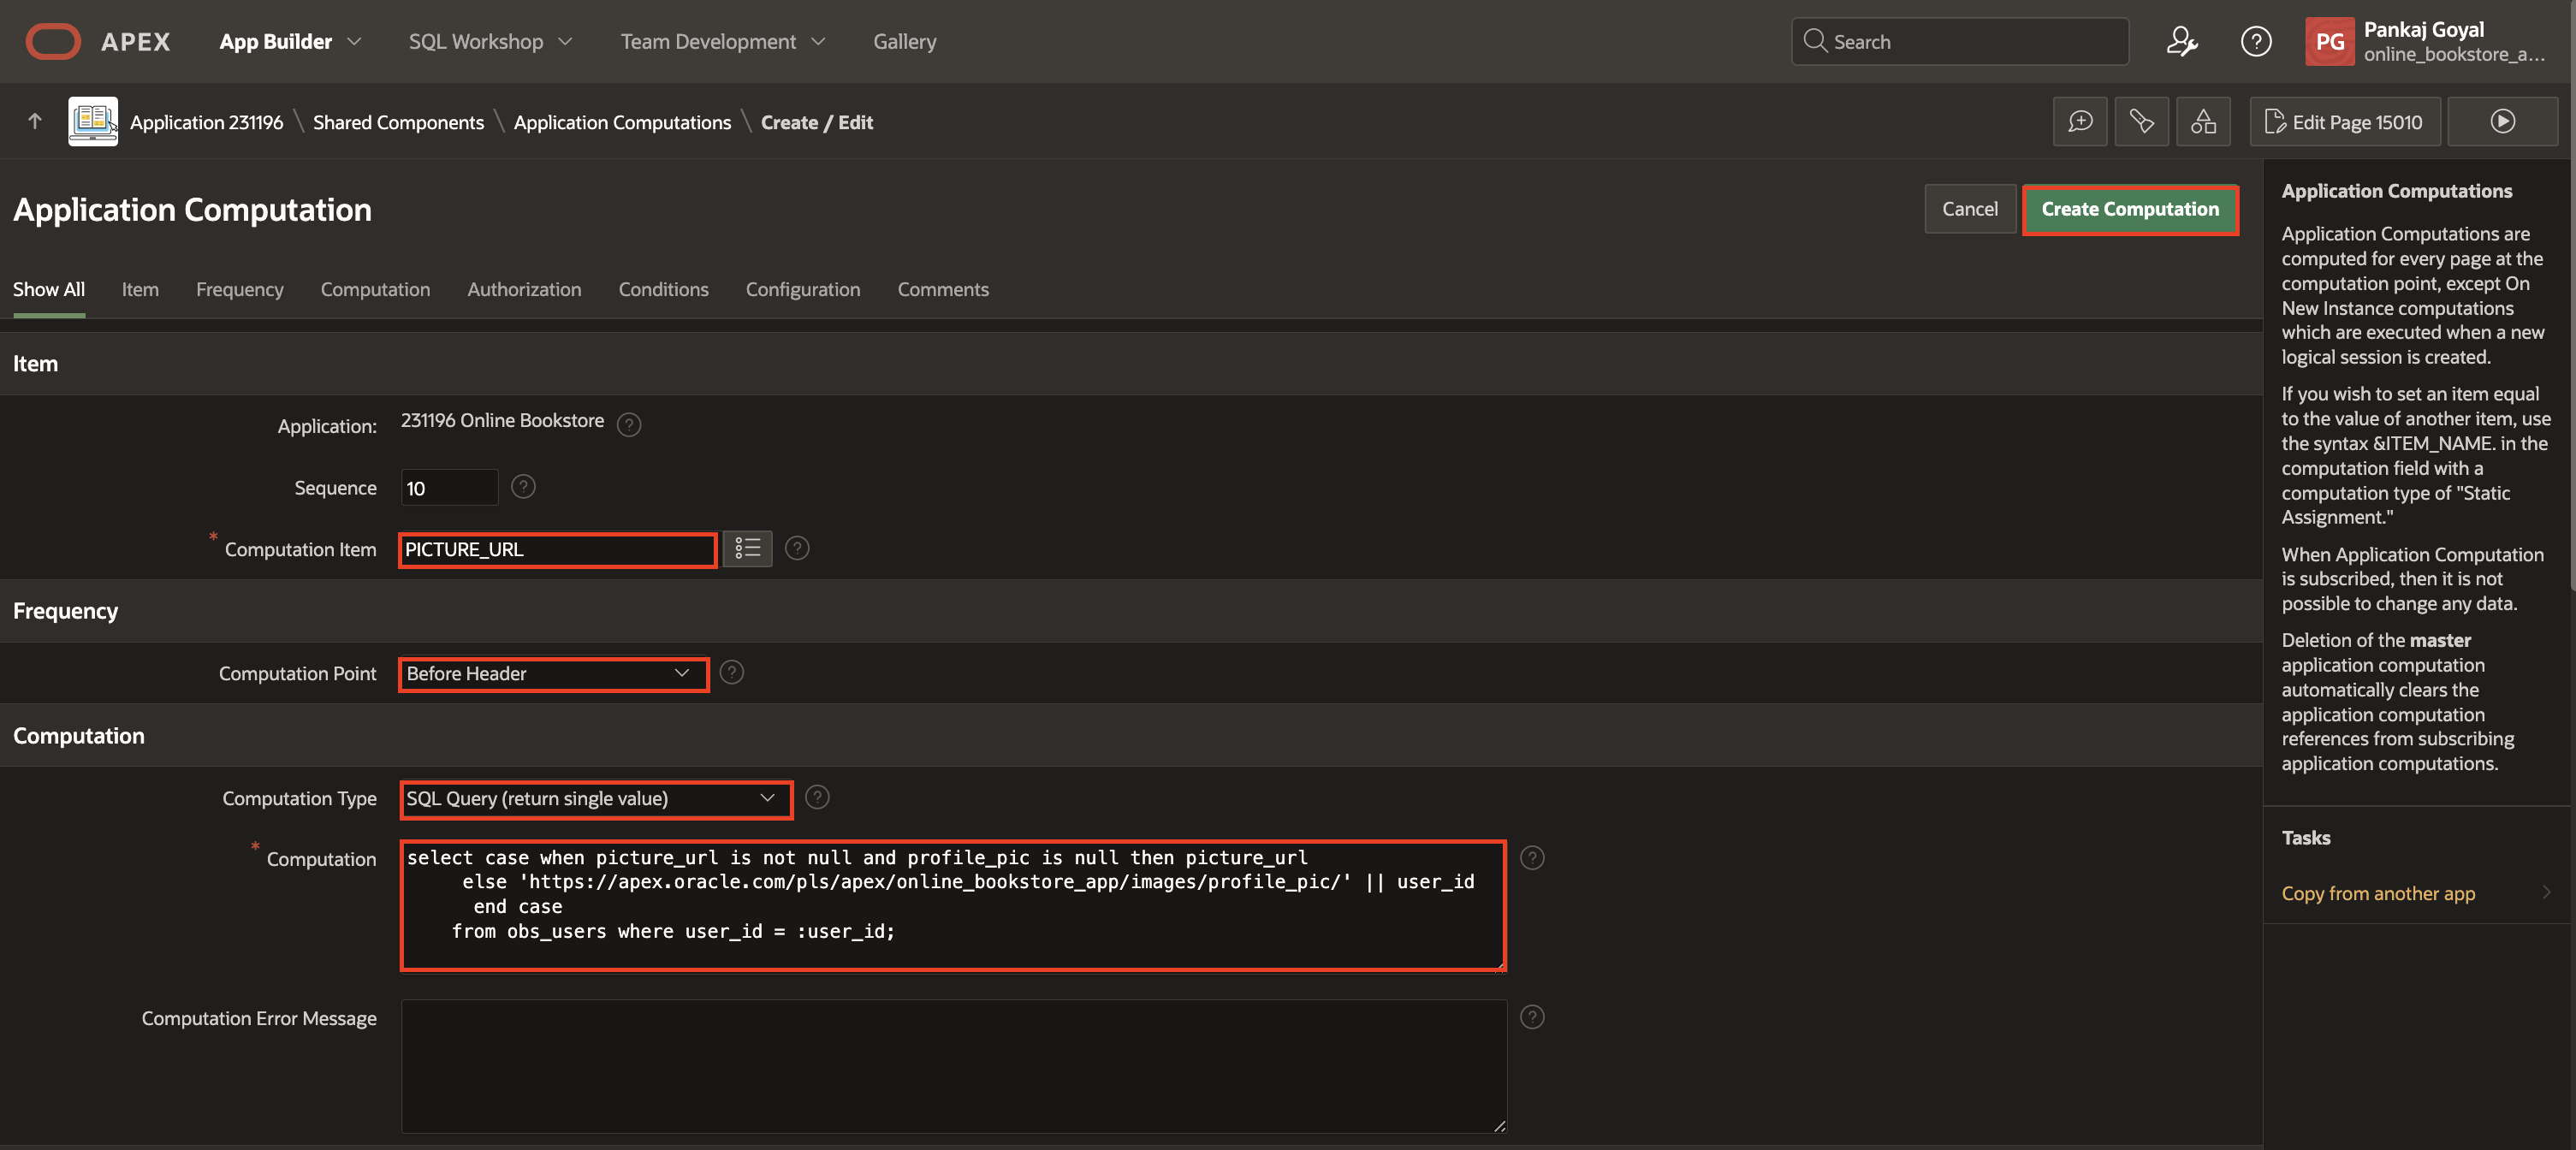 APEX App Builder SQL Workshop Team Development Gallery Search PG Pankaj Goyal
online_bookstore_a...
Application 231196 \ Shared Components \ Application Computations \ Create / Edit Edit Page 15010
Application Computation Cancel Create Computation
Show All Item Frequency Computation Authorization Conditions Configuration Comments
Item
Application: 231196 Online Bookstore
Sequence 10
* Computation Item PICTURE_URL
Frequency
Computation Point Before Header
Computation
Computation Type SQL Query (return single value)
* Computation select case when picture_url is not null and profile_pic is null then picture_url
else 'https://apex.oracle.com/pls/apex/online_bookstore_app/images/profile_pic/' || user_id
end case
from obs_users where user_id = :user_id;
Computation Error Message
Application Computations
Application Computations are
computed for every page at the
computation point, except On
New Instance computations
which are executed when a new
logical session is created.
If you wish to set an item equal
to the value of another item, use
the syntax &ITEM_NAME. in the
computation field with a
computation type of "Static
Assignment."
When Application Computation
is subscribed, then it is not
possible to change any data.
Deletion of the master
application computation
automatically clears the
application computation
references from subscribing
application computations.
Tasks
Copy from another app